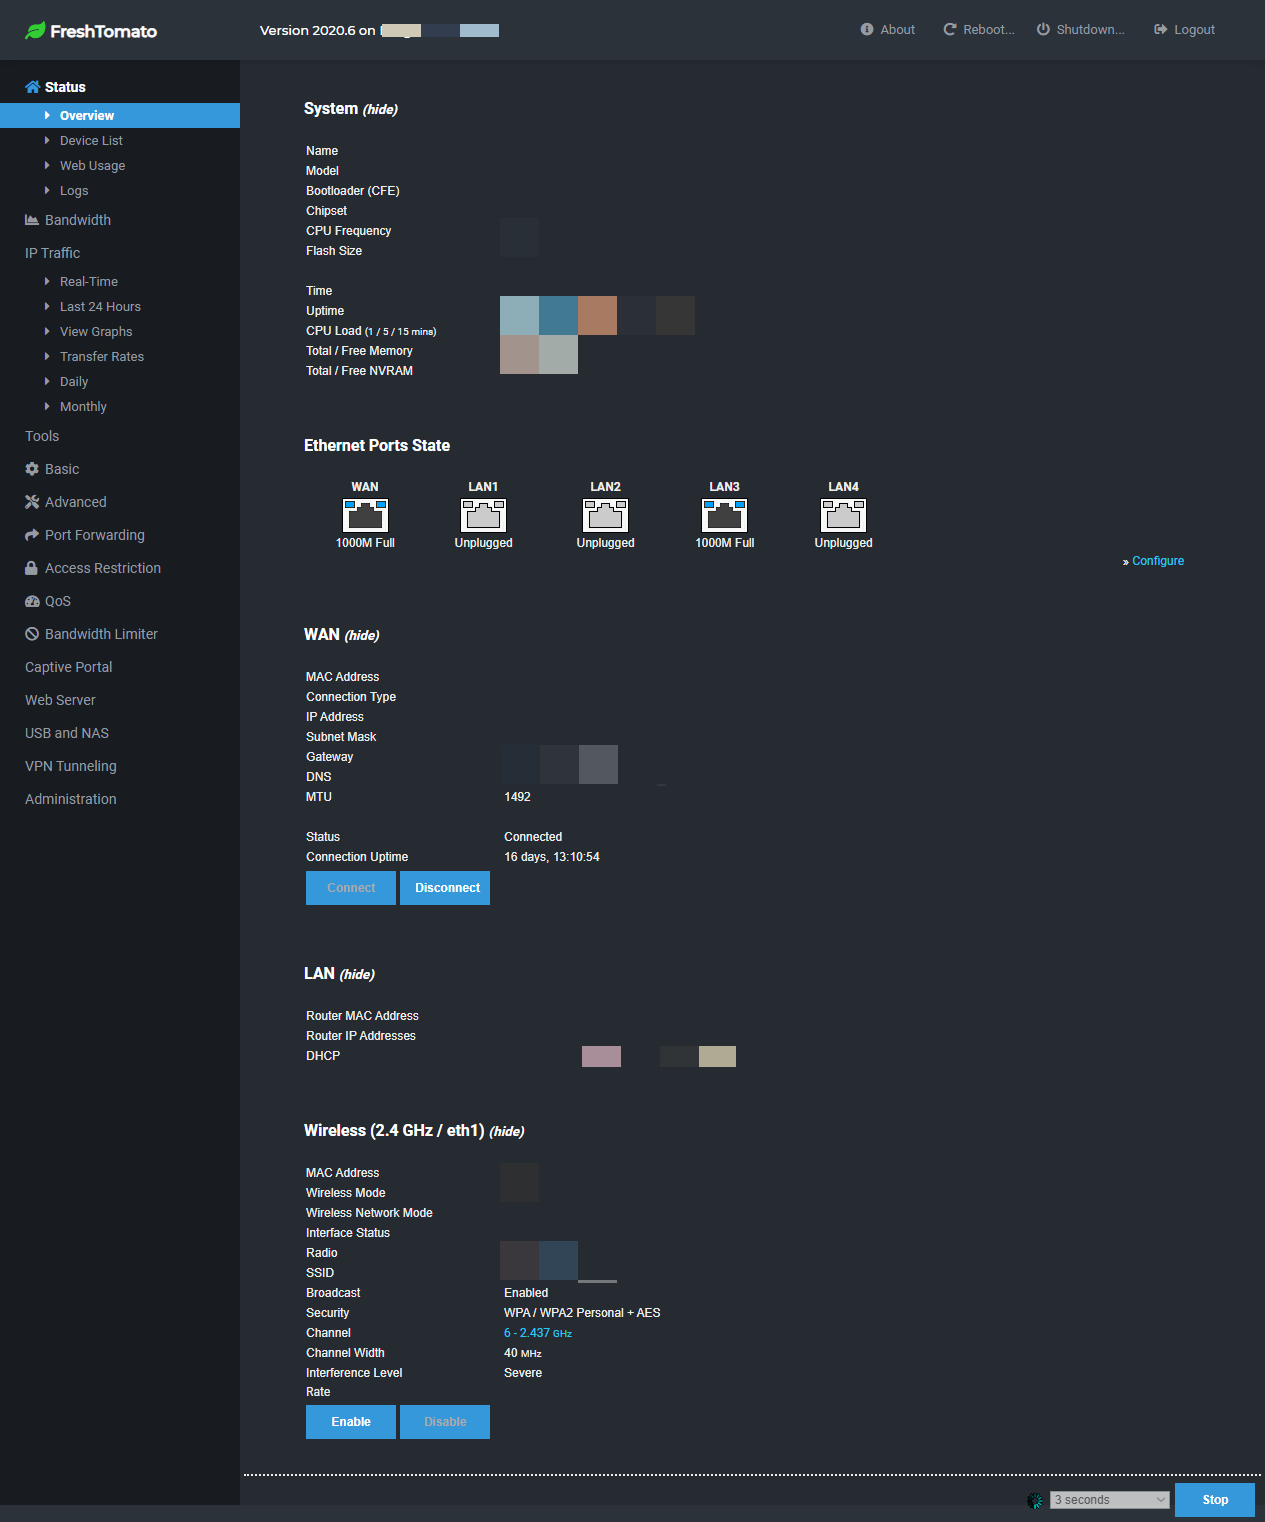 FreshTomato
Version 2020.6 on
About
Reboot...
Shutdown...
Logout
Status
Overview
Device List
Web Usage
Logs
Bandwidth
IP Traffic
Real-Time
Last 24 Hours
View Graphs
Transfer Rates
Daily
Monthly
Tools
Basic
Advanced
Port Forwarding
Access Restriction
QoS
Bandwidth Limiter
Captive Portal
Web Server
USB and NAS
VPN Tunneling
Administration
System (hide)
Name
Model
Bootloader (CFE)
Chipset
CPU Frequency
Flash Size
Time
Uptime
CPU Load (1 / 5 / 15 mins)
Total / Free Memory
Total / Free NVRAM
Ethernet Ports State
WAN LAN1 LAN2 LAN3 LAN4
1000M Full Unplugged Unplugged 1000M Full Unplugged
» Configure
WAN (hide)
MAC Address
Connection Type
IP Address
Subnet Mask
Gateway
DNS
MTU 1492
Status Connected
Connection Uptime 16 days, 13:10:54
Connect Disconnect
LAN (hide)
Router MAC Address
Router IP Addresses
DHCP
Wireless (2.4 GHz / eth1) (hide)
MAC Address
Wireless Mode
Wireless Network Mode
Interface Status
Radio
SSID
Broadcast Enabled
Security WPA / WPA2 Personal + AES
Channel 6 - 2.437 GHz
Channel Width 40 MHz
Interference Level Severe
Rate
Enable Disable
3 seconds Stop